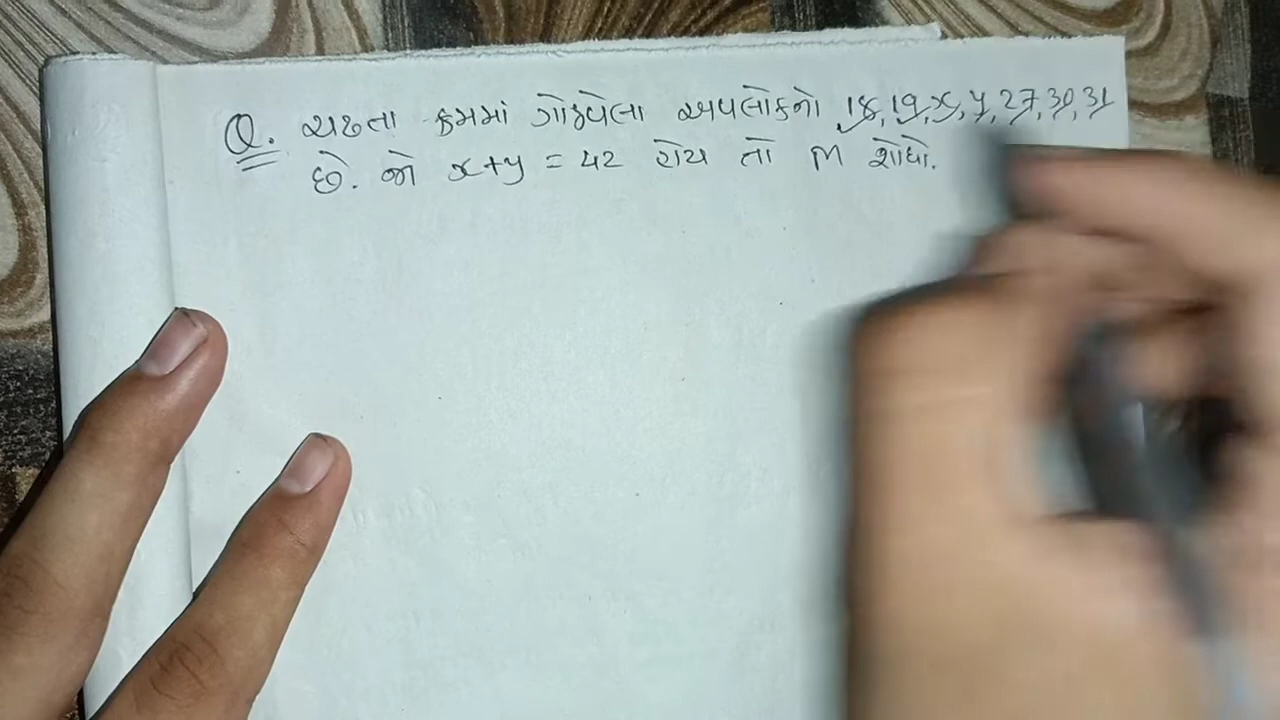 Q. ચઢતા ક્રમમાં ગોઠવેલા અવલોકનો 18, 19, x, y, 27, 30, 31
છે. જો x+y = 42 હોય તો M શોધો.